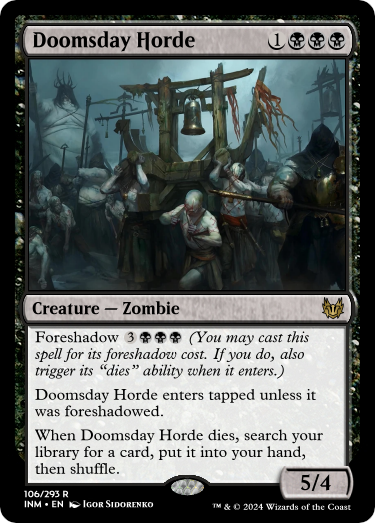 Doomsday Horde 1
Creature — Zombie
Foreshadow 3 (You may cast this
spell for its foreshadow cost. If you do, also
trigger its “dies” ability when it enters.)
Doomsday Horde enters tapped unless it
was foreshadowed.
When Doomsday Horde dies, search your
library for a card, put it into your hand,
then shuffle.
5/4
106/293 R
INM • EN Igor Sidorenko
™ & © 2024 Wizards of the Coast